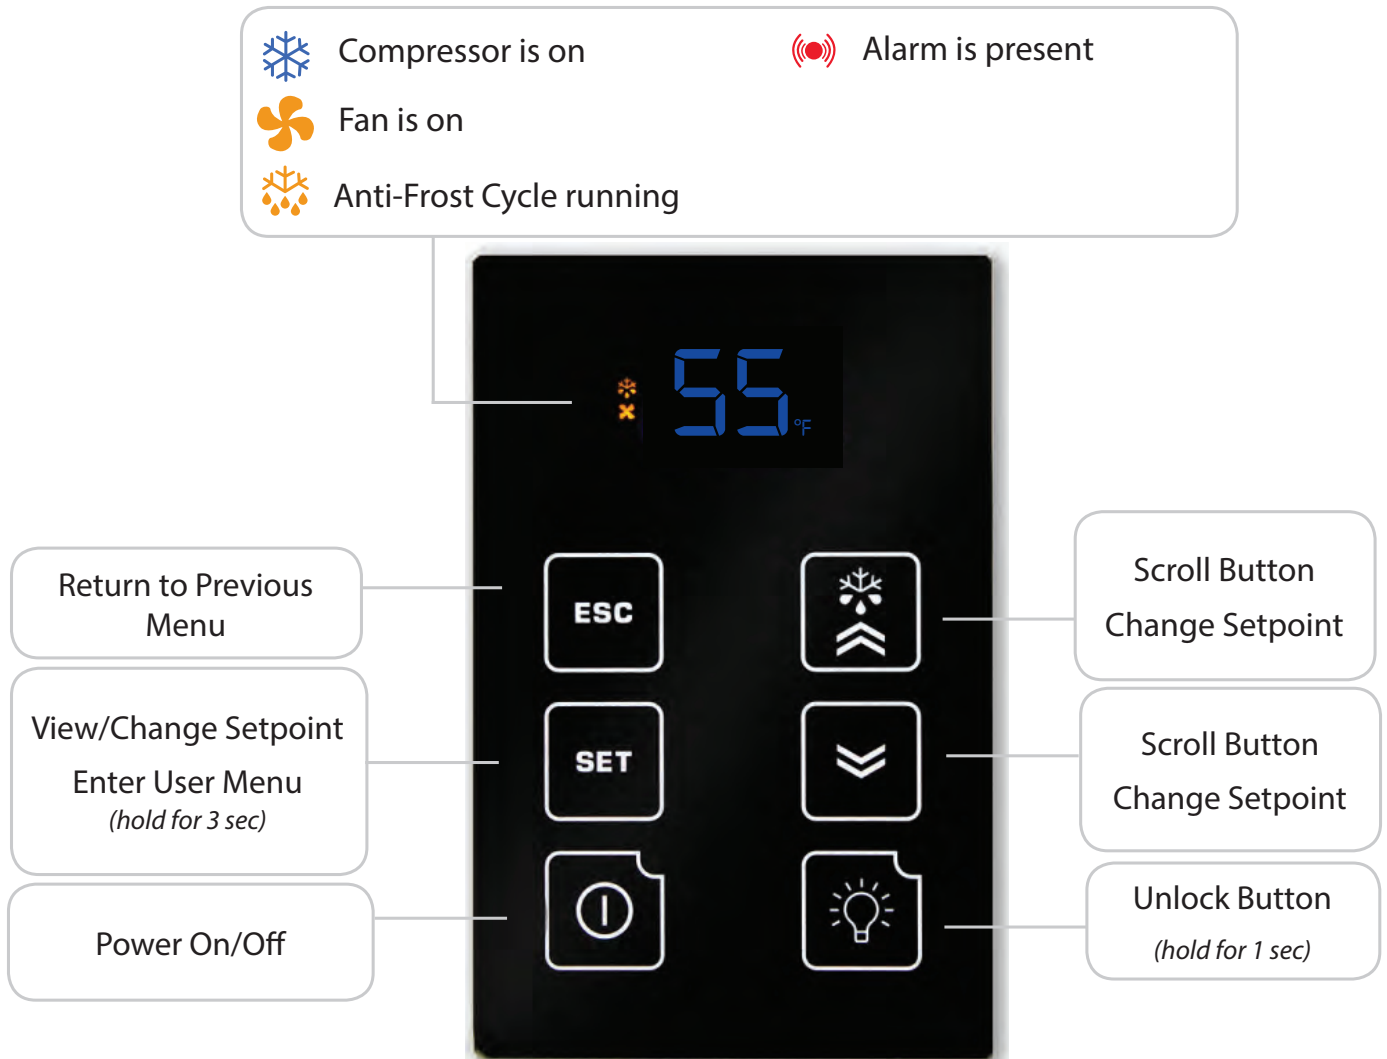 Compressor is on
Alarm is present
Fan is on
Anti-Frost Cycle running
55 °F
Return to Previous
Menu
ESC
Scroll Button
Change Setpoint
View/Change Setpoint
Enter User Menu
(hold for 3 sec)
SET
Scroll Button
Change Setpoint
Power On/Off
Unlock Button
(hold for 1 sec)